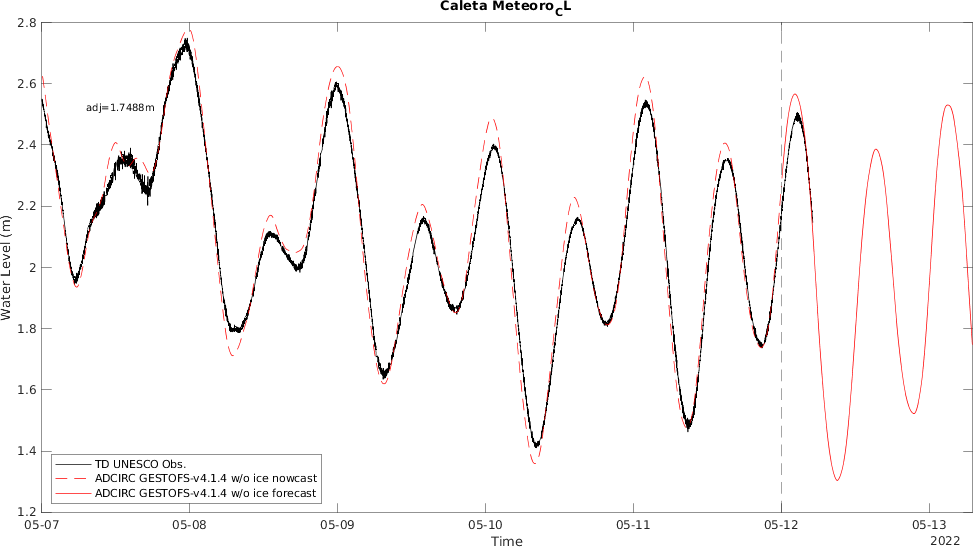 Caleta MeteoroCL
2.8
2.6
adj=1.7488m
2.4
2.2
Water Level (m)
2
1.8
1.6
1.4
TD UNESCO Obs.
ADCIRC GESTOFS-v4.1.4 w/o ice nowcast
ADCIRC GESTOFS-v4.1.4 w/o ice forecast
1.2
05-07 05-08 05-09 05-10 05-11 05-12 05-13
Time
2022